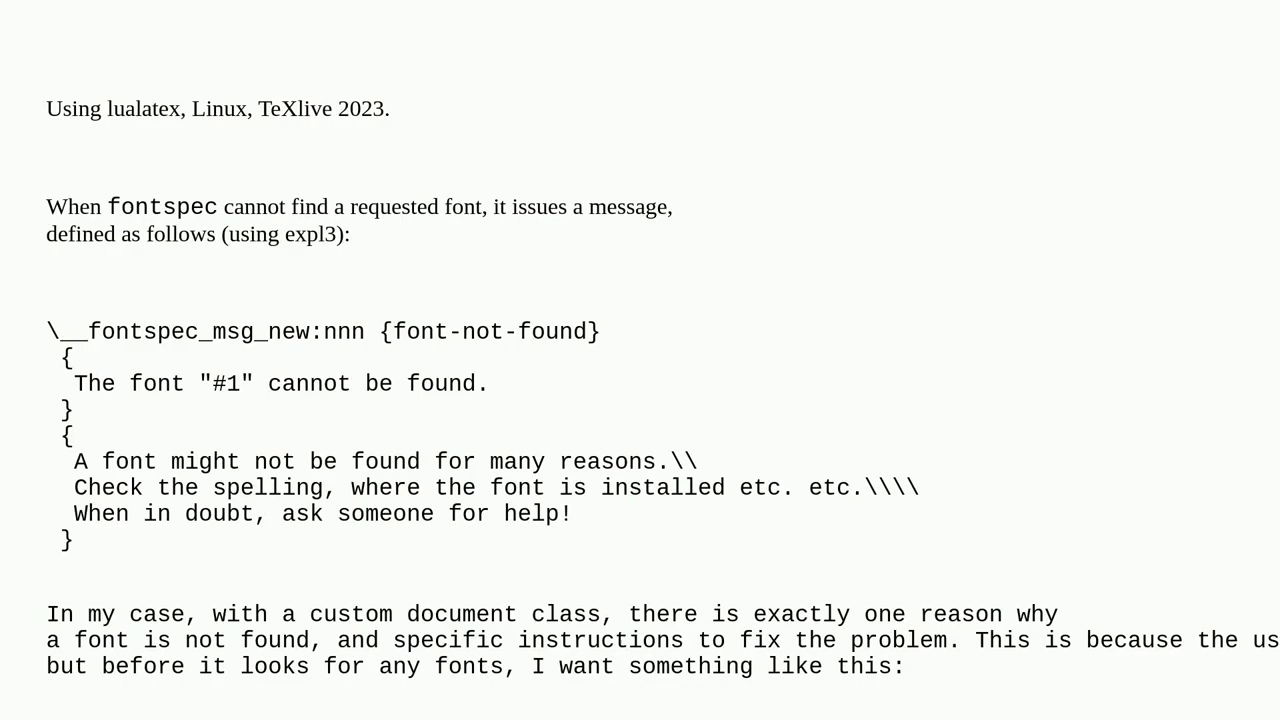 Using lualatex, Linux, TeXlive 2023.
When fontspec cannot find a requested font, it issues a message,
defined as follows (using expl3):
\__fontspec_msg_new:nnn {font-not-found}
{
The font "#1" cannot be found.
}
{
A font might not be found for many reasons.\\
Check the spelling, where the font is installed etc. etc.\\\\
When in doubt, ask someone for help!
}
In my case, with a custom document class, there is exactly one reason why
a font is not found, and specific instructions to fix the problem. This is because the
but before it looks for any fonts, I want something like this: